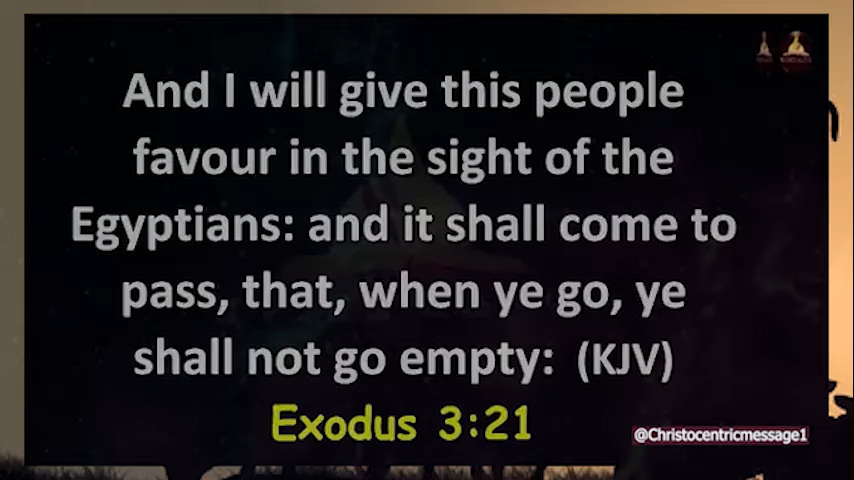 And I will give this people
favour in the sight of the
Egyptians: and it shall come to
pass, that, when ye go, ye
shall not go empty: (KJV)
Exodus 3:21
@Christocentricmessage1